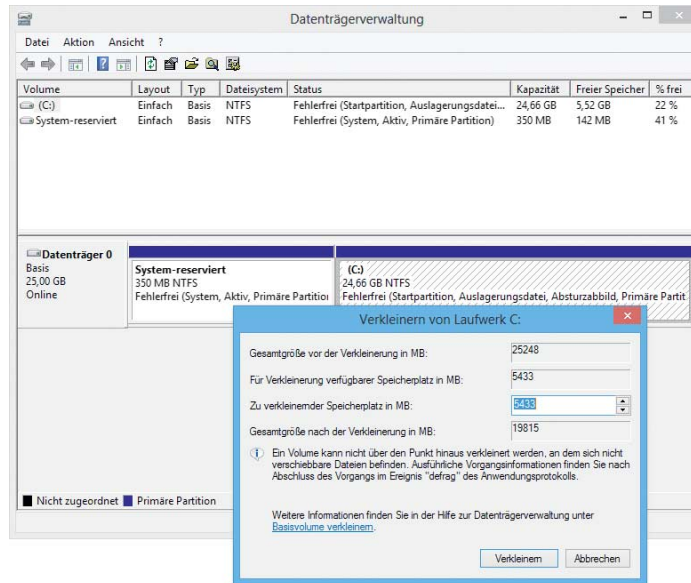 Datenträgerverwaltung
Datei Aktion Ansicht ?
Volume Layout Typ Dateisystem Status Kapazität Freier Speicher % frei
(C:) Einfach Basis NTFS Fehlerfrei (Startpartition, Auslagerungsdatei... 24,66 GB 5,52 GB 22 %
System-reserviert Einfach Basis NTFS Fehlerfrei (System, Aktiv, Primäre Partition) 350 MB 142 MB 41 %
Datenträger 0
Basis
25,00 GB
Online
System-reserviert
350 MB NTFS
Fehlerfrei (System, Aktiv, Primäre Partitio
(C:)
24,66 GB NTFS
Fehlerfrei (Startpartition, Auslagerungsdatei, Absturzabbild, Primäre Partit
Verkleinern von Laufwerk C:
Gesamtgröße vor der Verkleinerung in MB: 25248
Für Verkleinerung verfügbarer Speicherplatz in MB: 5433
Zu verkleinernder Speicherplatz in MB: 5433
Gesamtgröße nach der Verkleinerung in MB: 19815
Ein Volume kann nicht über den Punkt hinaus verkleinert werden, an dem sich nicht
verschiebbare Dateien befinden. Ausführliche Vorgangsinformationen finden Sie nach
Abschluss des Vorgangs im Ereignis "defrag" des Anwendungsprotokolls.
Weitere Informationen finden Sie in der Hilfe zur Datenträgerverwaltung unter
Basisvolume verkleinern.
Verkleinern Abbrechen
Nicht zugeordnet Primäre Partition